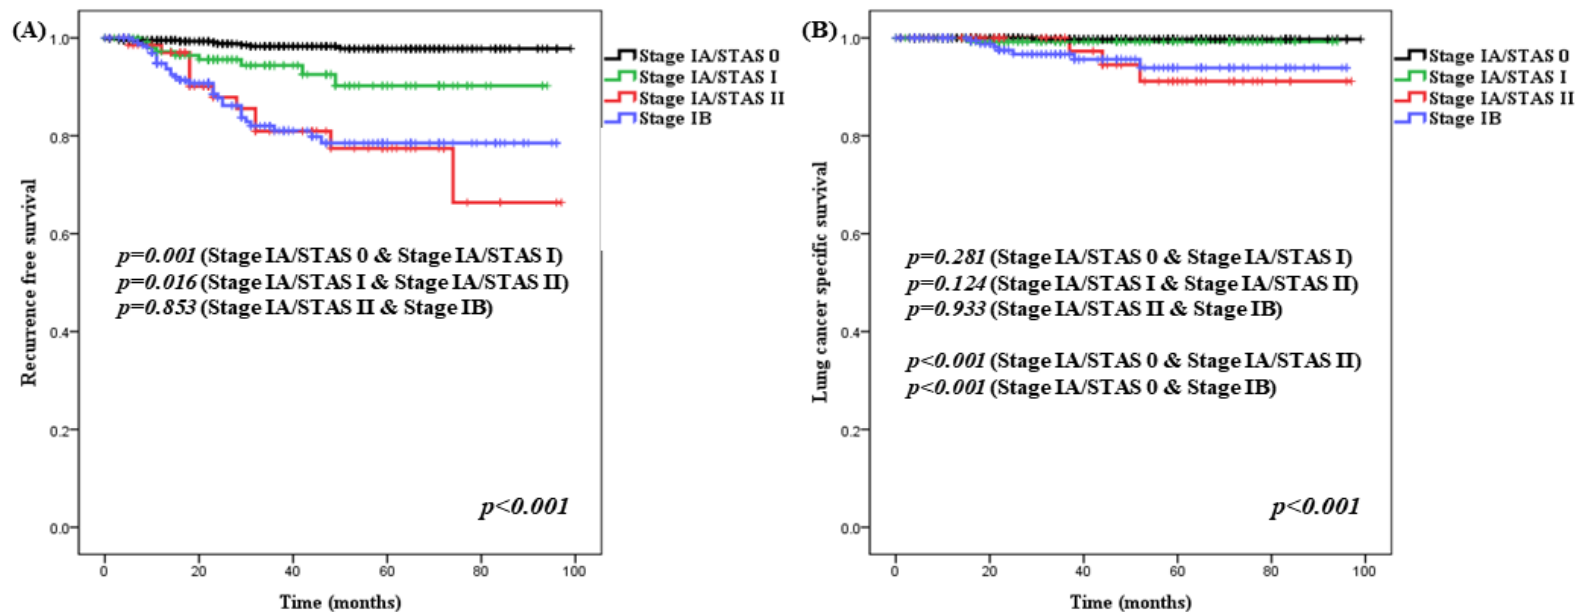 (A)
1.0
0.8
0.6
0.4
0.2
0.0
Recurrence free survival
Stage IA/STAS 0
Stage IA/STAS I
Stage IA/STAS II
Stage IB
p=0.001 (Stage IA/STAS 0 & Stage IA/STAS I)
p=0.016 (Stage IA/STAS I & Stage IA/STAS II)
p=0.853 (Stage IA/STAS II & Stage IB)
p<0.001
0 20 40 60 80 100
Time (months)
(B)
1.0
0.8
0.6
0.4
0.2
0.0
Lung cancer specific survival
Stage IA/STAS 0
Stage IA/STAS I
Stage IA/STAS II
Stage IB
p=0.281 (Stage IA/STAS 0 & Stage IA/STAS I)
p=0.124 (Stage IA/STAS I & Stage IA/STAS II)
p=0.933 (Stage IA/STAS II & Stage IB)
p<0.001 (Stage IA/STAS 0 & Stage IA/STAS II)
p<0.001 (Stage IA/STAS 0 & Stage IB)
p<0.001
0 20 40 60 80 100
Time (months)